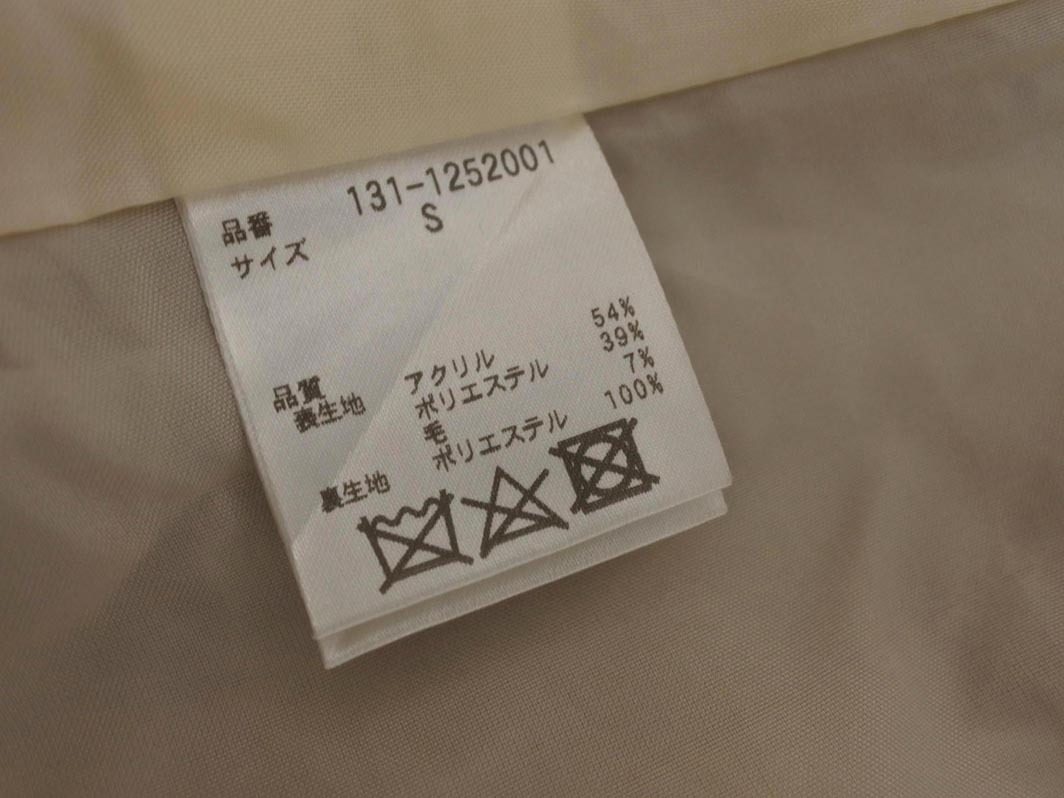 品番 131-1252001
サイズ S
品質
表生地 アクリル 54%
ポリエステル 39%
毛 7%
裏生地 ポリエステル 100%